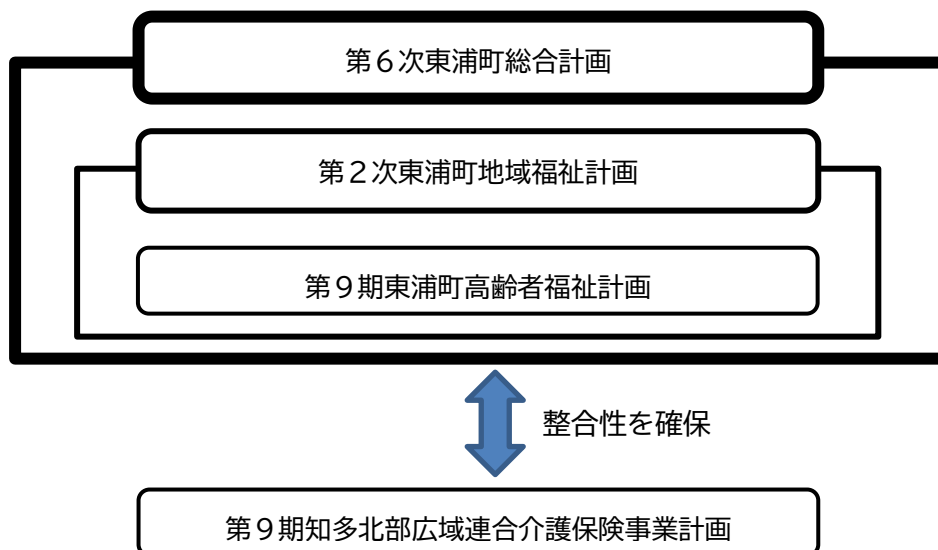 第６次東浦町総合計画
第２次東浦町地域福祉計画
第９期東浦町高齢者福祉計画
整合性を確保
第９期知多北部広域連合介護保険事業計画